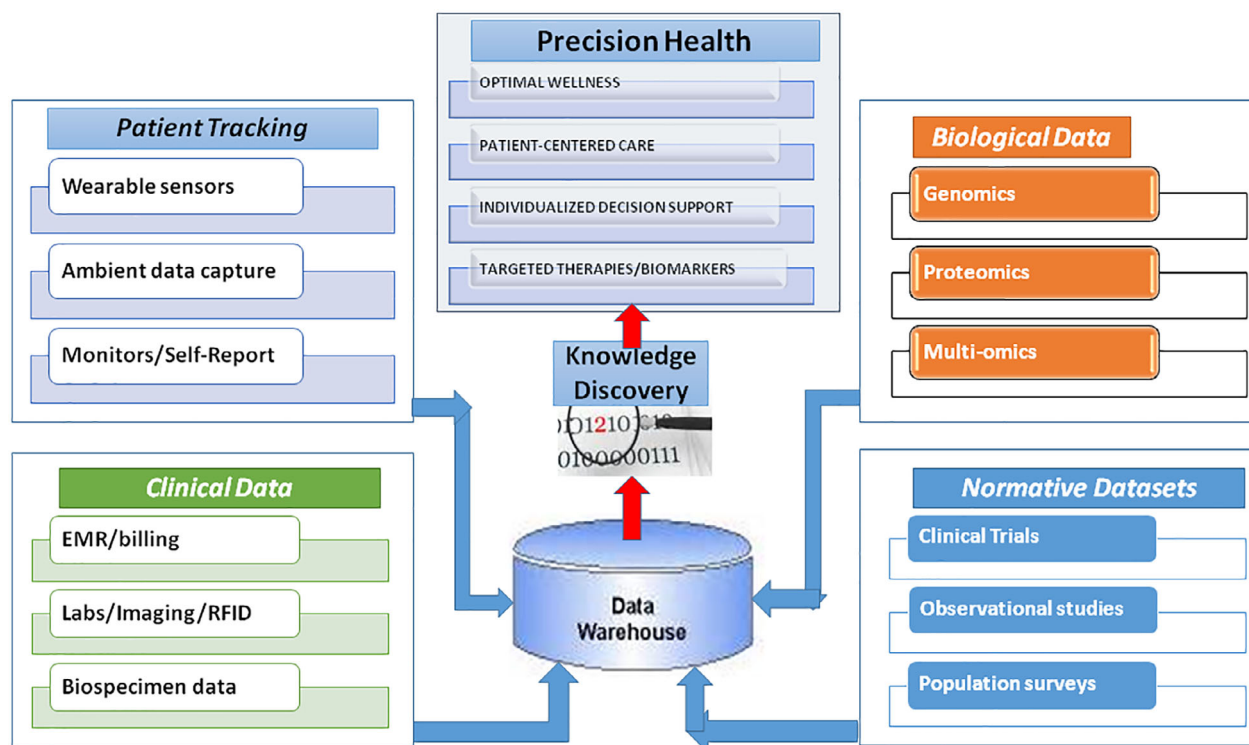 Precision Health
OPTIMAL WELLNESS
PATIENT-CENTERED CARE
INDIVIDUALIZED DECISION SUPPORT
TARGETED THERAPIES/BIOMARKERS
Patient Tracking
Wearable sensors
Ambient data capture
Monitors/Self-Report
Biological Data
Genomics
Proteomics
Multi-omics
Knowledge
Discovery
00100000111
Clinical Data
EMR/billing
Labs/Imaging/RFID
Biospecimen data
Data
Warehouse
Normative Datasets
Clinical Trials
Observational studies
Population surveys